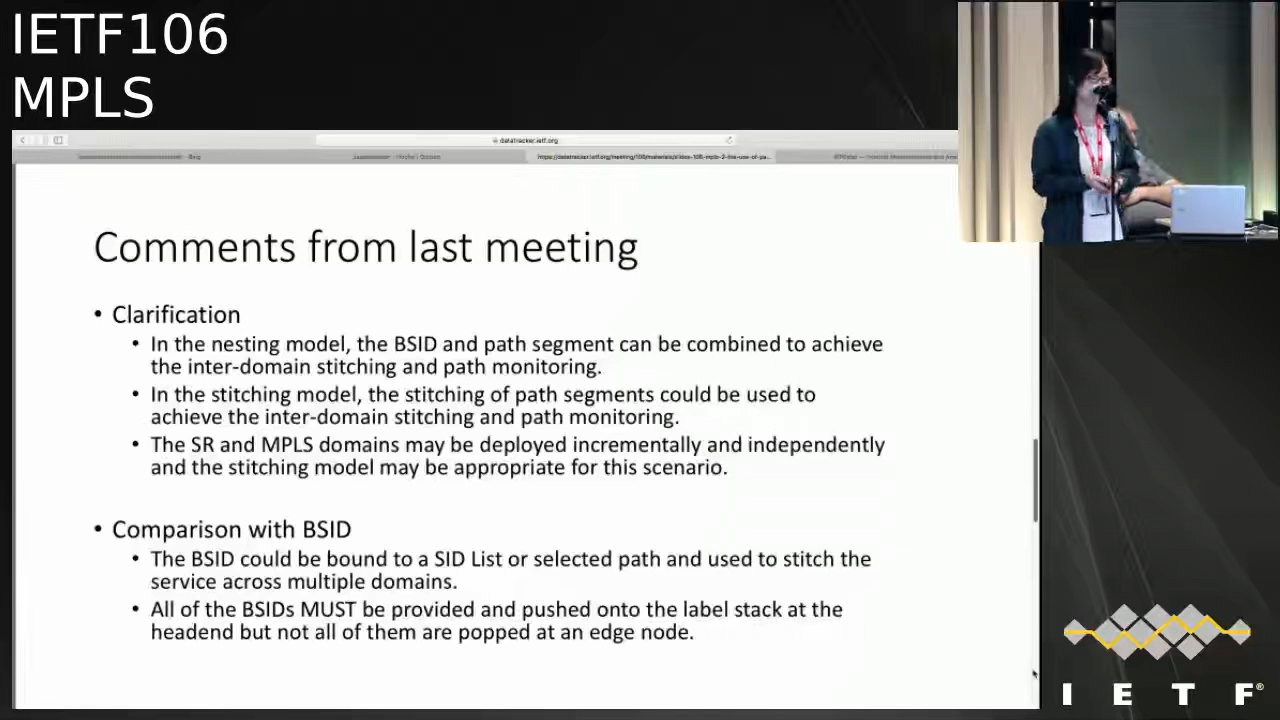 IETF106
MPLS
datatracker.ietf.org
Comments from last meeting
• Clarification
• In the nesting model, the BSID and path segment can be combined to achieve
the inter-domain stitching and path monitoring.
• In the stitching model, the stitching of path segments could be used to
achieve the inter-domain stitching and path monitoring.
• The SR and MPLS domains may be deployed incrementally and independently
and the stitching model may be appropriate for this scenario.
• Comparison with BSID
• The BSID could be bound to a SID List or selected path and used to stitch the
service across multiple domains.
• All of the BSIDs MUST be provided and pushed onto the label stack at the
headend but not all of them are popped at an edge node.
I E T F®